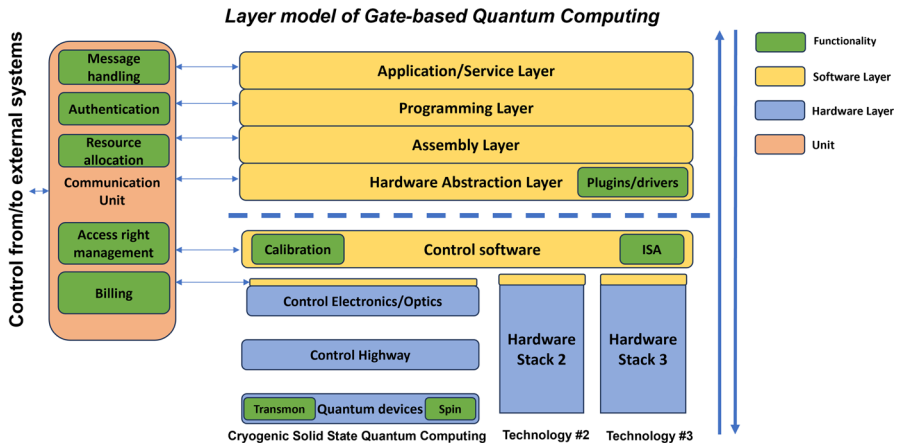 Layer model of Gate-based Quantum Computing
Control from/to external systems
Message
handling
Authentication
Resource
allocation
Communication
Unit
Access right
management
Billing
Application/Service Layer
Programming Layer
Assembly Layer
Hardware Abstraction Layer
Plugins/drivers
Calibration
Control software
ISA
Control Electronics/Optics
Control Highway
Transmon
Quantum devices
Spin
Cryogenic Solid State Quantum Computing
Hardware
Stack 2
Technology #2
Hardware
Stack 3
Technology #3
Functionality
Software Layer
Hardware Layer
Unit